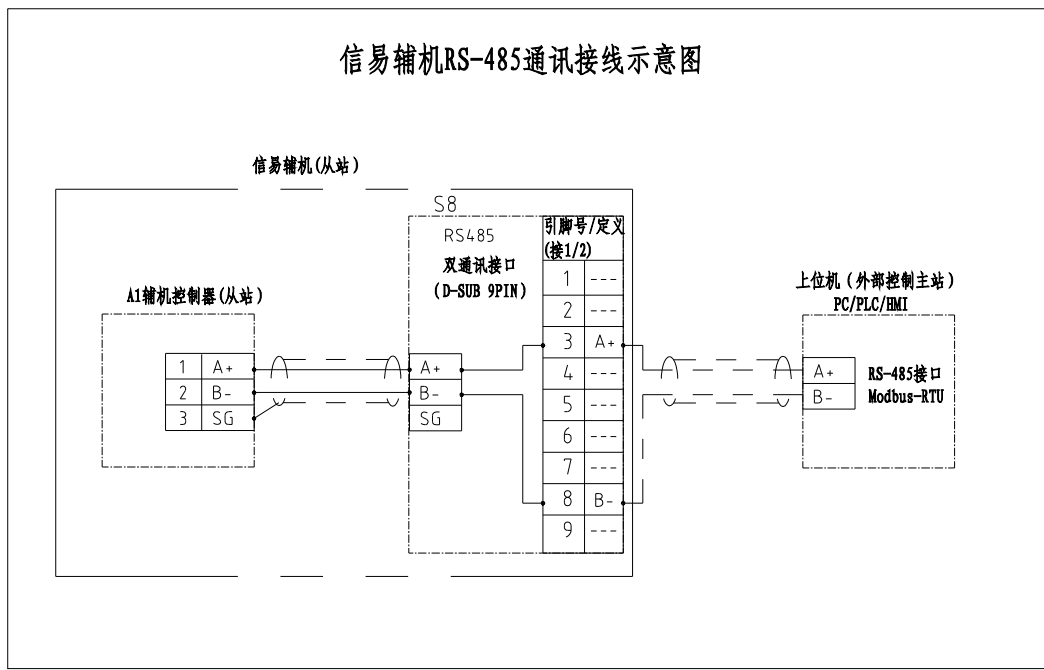 信易辅机RS-485通讯接线示意图
信易辅机(从站)
S8
RS485
双通讯接口
(D-SUB 9PIN)
引脚号/定义
(接1/2)
1 ---
2 ---
3 A+
4 ---
5 ---
6 ---
7 ---
8 B-
9 ---
A1辅机控制器(从站)
1 A+
2 B-
3 SG
A+
B-
SG
上位机(外部控制主站)
PC/PLC/HMI
A+
B-
RS-485接口
Modbus-RTU